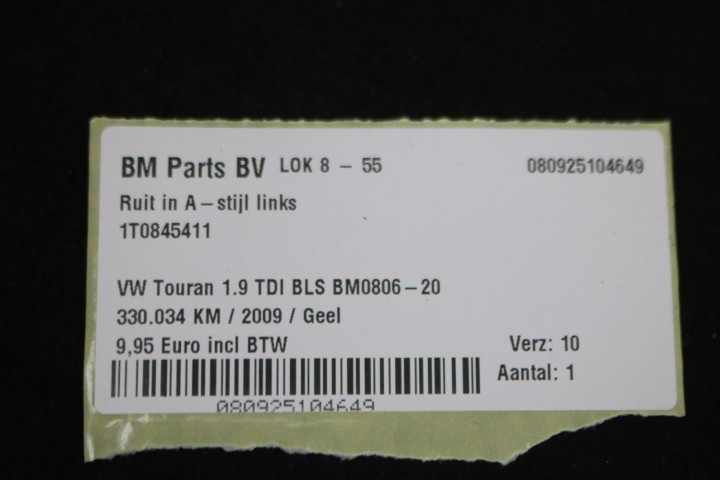 BM Parts BV LOK 8 - 55 080925104649
Ruit in A-stijl links
1T0845411
VW Touran 1.9 TDI BLS BM0806-20
330.034 KM / 2009 / Geel
9,95 Euro incl BTW Verz: 10
Aantal: 1
080925104649